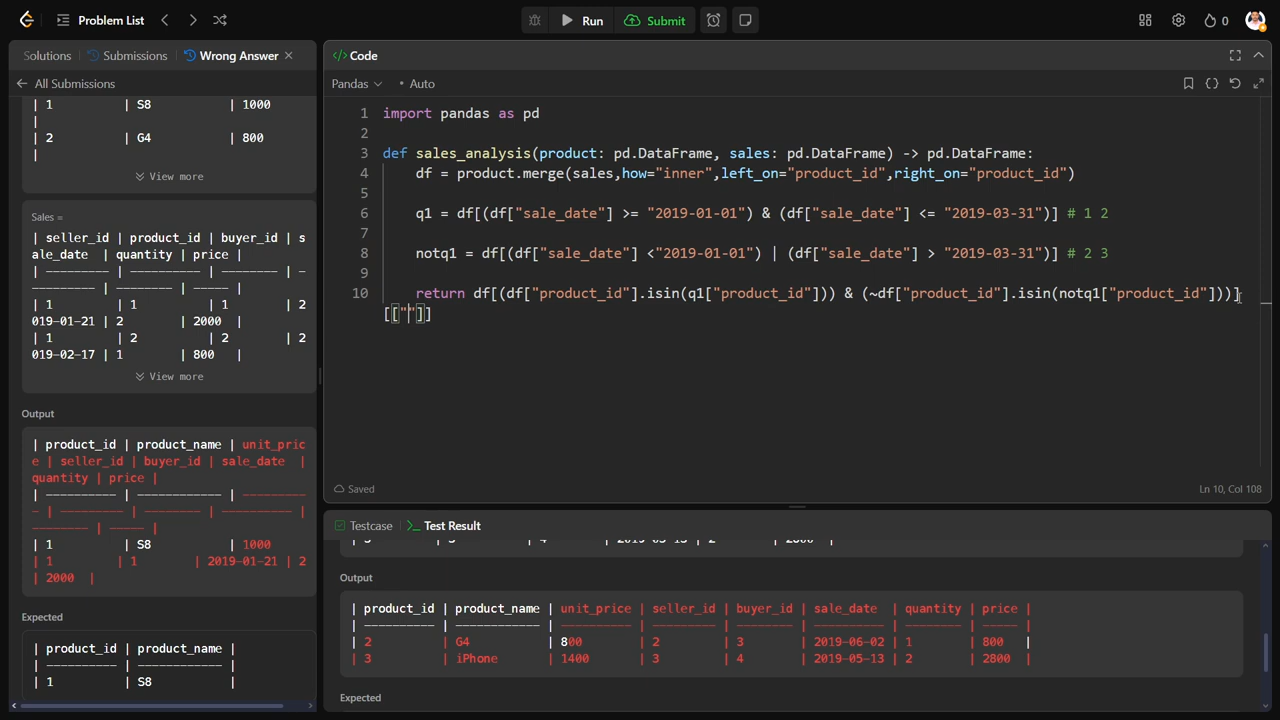 Problem List
Run
Submit
0
Solutions
Submissions
Wrong Answer
All Submissions
| 1 | S8 | 1000
|
| 2 | G4 | 800
|
View more
Sales =
| seller_id | product_id | buyer_id | s
ale_date | quantity | price |
| --------- | ---------- | -------- | -
--------- | -------- | ----- |
| 1 | 1 | 1 | 2
019-01-21 | 2 | 2000 |
| 1 | 2 | 2 | 2
019-02-17 | 1 | 800 |
View more
Output
| product_id | product_name | unit_pric
e | seller_id | buyer_id | sale_date |
quantity | price |
| ---------- | ------------ | ---------
- | --------- | -------- | ---------- |
-------- | ----- |
| 1 | S8 | 1000
| 1 | 1 | 2019-01-21 | 2
| 2000 |
Expected
| product_id | product_name |
| ---------- | ------------ |
| 1 | S8 |
Code
Pandas
• Auto
1 import pandas as pd
2
3 def sales_analysis(product: pd.DataFrame, sales: pd.DataFrame) -> pd.DataFrame:
4 df = product.merge(sales,how="inner",left_on="product_id",right_on="product_id")
5
6 q1 = df[(df["sale_date"] >= "2019-01-01") & (df["sale_date"] <= "2019-03-31")] # 1 2
7
8 notq1 = df[(df["sale_date"] <"2019-01-01") | (df["sale_date"] > "2019-03-31")] # 2 3
9
10 return df[(df["product_id"].isin(q1["product_id"])) & (~df["product_id"].isin(notq1["product_id"]))]
[[""]]
Saved
Ln 10, Col 108
Testcase
Test Result
Output
| product_id | product_name | unit_price | seller_id | buyer_id | sale_date | quantity | price |
| ---------- | ------------ | ---------- | --------- | -------- | ---------- | -------- | ----- |
| 2 | G4 | 800 | 2 | 3 | 2019-06-02 | 1 | 800 |
| 3 | iPhone | 1400 | 3 | 4 | 2019-05-13 | 2 | 2800 |
Expected